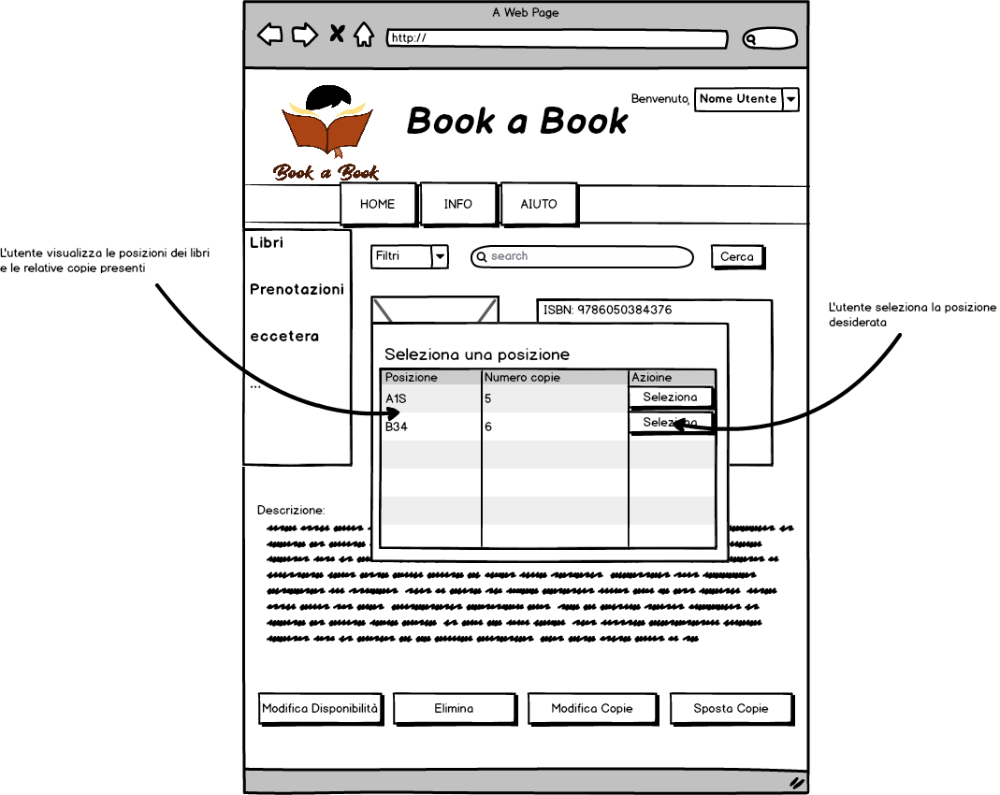 A Web Page
http://
Benvenuto, Nome Utente
Book a Book
Book a Book
HOME INFO AIUTO
Libri
Prenotazioni
eccetera
...
Filtri search Cerca
L'utente visualizza le posizioni dei libri
e le relative copie presenti
ISBN: 9786050384376
L'utente seleziona la posizione
desiderata
Seleziona una posizione
Posizione Numero copie Azioine
A1S 5 Seleziona
B34 6 Seleziona
Descrizione:
Modifica Disponibilità Elimina Modifica Copie Sposta Copie